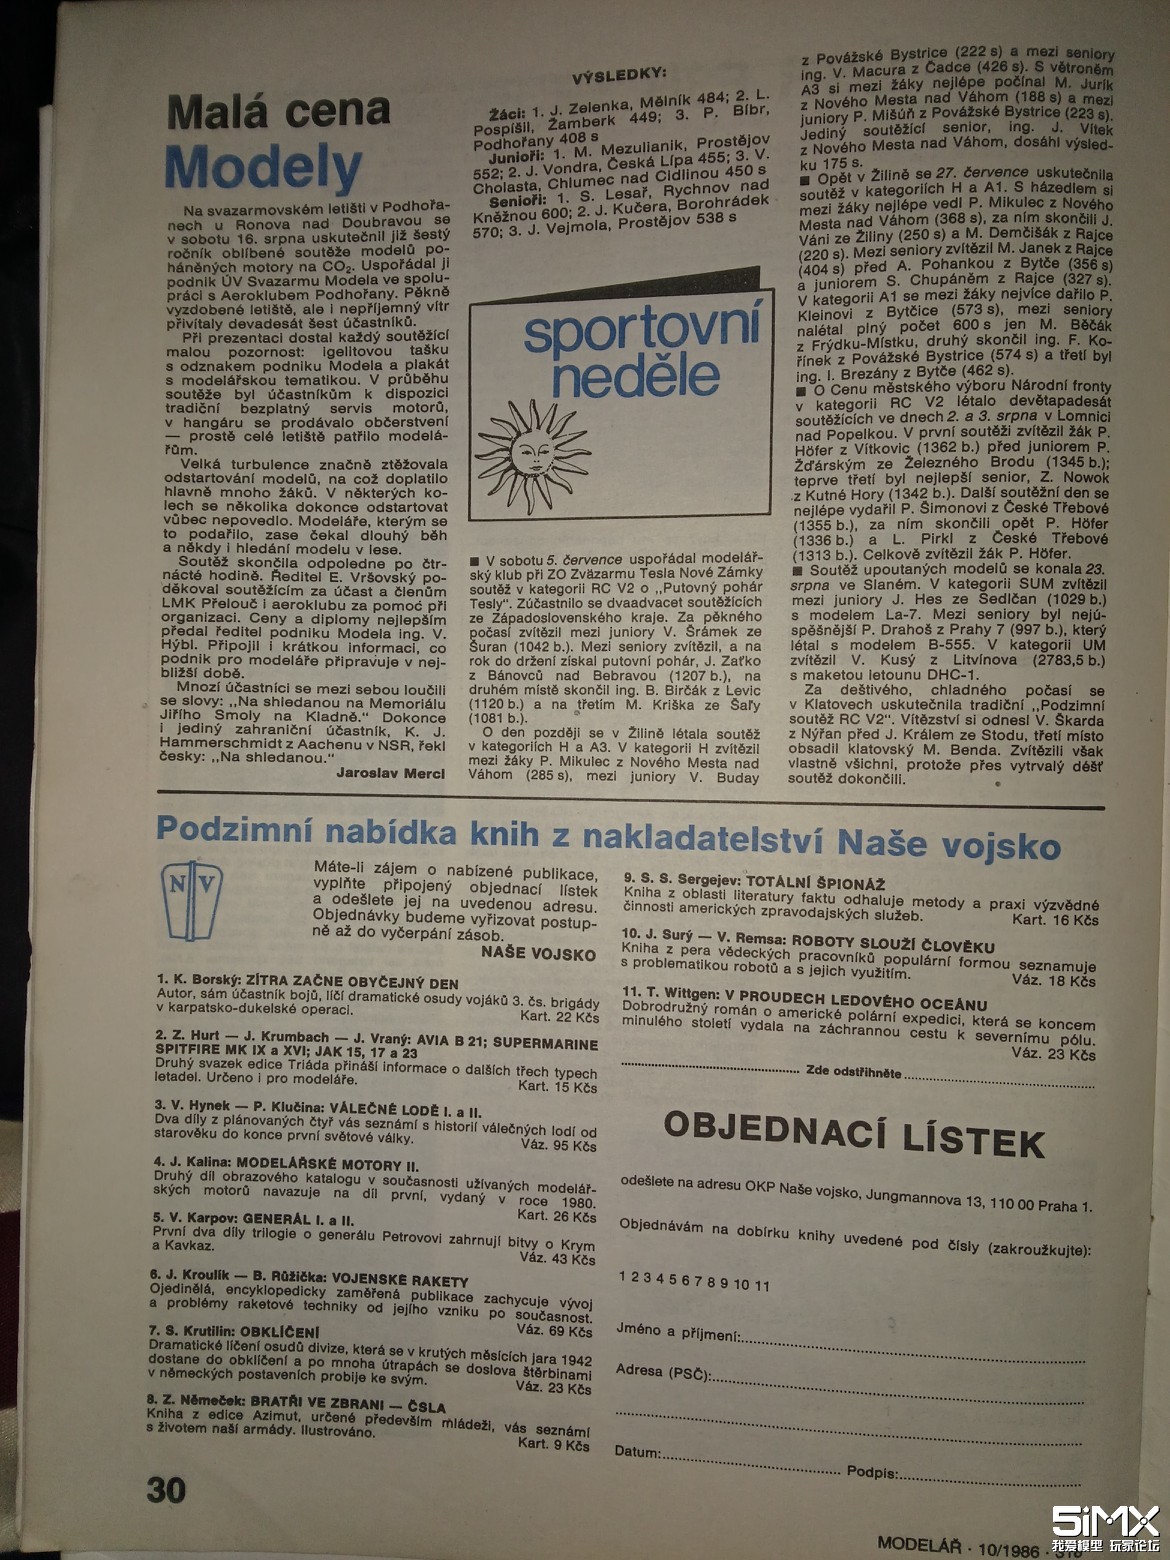 Malá cena
Modely
Na svazarmovském letišti v Podhořa-
nech u Ronova nad Doubravou se
v sobotu 16. srpna uskutečnil již šestý
ročník oblíbené soutěže modelů po-
háněných motory na CO₂. Uspořádal ji
podnik ÚV Svazarmu Modela ve spolu-
práci s Aeroklubem Podhořany. Pěkně
vyzdobené letiště, ale i nepříjemný vítr
přivítaly devadesát šest účastníků.
Při prezentaci dostal každý soutěžící
malou pozornost: igelitovou tašku
s odznakem podniku Modela a plakát
s modelářskou tematikou. V průběhu
soutěže byl účastníkům k dispozici
tradiční bezplatný servis motorů,
v hangáru se prodávalo občerstvení
— prostě celé letiště patřilo modelá-
řům.
Velká turbulence značně ztěžovala
odstartování modelů, na což doplatilo
hlavně mnoho žáků. V některých ko-
lech se několika dokonce odstartovat
vůbec nepovedlo. Modeláře, kterým se
to podařilo, zase čekal dlouhý běh
a někdy i hledání modelu v lese.
Soutěž skončila odpoledne po čtr-
nácté hodině. Ředitel E. Vršovský po-
děkoval soutěžícím za účast a členům
LMK Přelouč i aeroklubu za pomoc při
organizaci. Ceny a diplomy nejlepším
předal ředitel podniku Modela ing. V.
Hýbl. Připojil i krátkou informaci, co
podnik pro modeláře připravuje v nej-
bližší době.
Mnozí účastníci se mezi sebou loučili
se slovy: „Na shledanou na Memoriálu
Jiřího Smoly na Kladně.“ Dokonce
i jediný zahraniční účastník, K. J.
Hammerschmidt z Aachenu v NSR, řekl
česky: „Na shledanou.“
Jaroslav Mercl
VÝSLEDKY:
Žáci: 1. J. Zelenka, Mělník 484; 2. L.
Pospíšil, Žamberk 449; 3. P. Bíbr,
Podhořany 408 s
Junioři: 1. M. Mezulianik, Prostějov
552; 2. J. Vondra, Česká Lípa 455; 3. V.
Cholasta, Chlumec nad Cidlinou 450 s
Senioři: 1. S. Lesař, Rychnov nad
Kněžnou 600; 2. J. Kučera, Borohrádek
570; 3. J. Vejmola, Prostějov 538 s
sportovní
neděle
■ V sobotu 5. července uspořádal modelář-
ský klub při ZO Zväzarmu Tesla Nové Zámky
soutěž v kategorii RC V2 o „Putovný pohár
Tesly“. Zúčastnilo se dvaadvacet soutěžících
ze Západoslovenského kraje. Za pěkného
počasí zvítězil mezi juniory V. Šrámek ze
Šuran (1042 b.). Mezi seniory zvítězil, a na
rok do držení získal putovní pohár, J. Zaťko
z Bánovců nad Bebravou (1207 b.), na
druhém místě skončil ing. B. Birčák z Levic
(1120 b.) a na třetím M. Kriška ze Šaľy
(1081 b.).
O den později se v Žilině létala soutěž
v kategoriích H a A3. V kategorii H zvítězil
mezi žáky P. Mikulec z Nového Mesta nad
Váhom (285 s), mezi juniory V. Buday
z Považské Bystrice (222 s) a mezi seniory
ing. V. Macura z Čadce (426 s). S větroněm
A3 si mezi žáky nejlépe počínal M. Jurík
z Nového Mesta nad Váhom (188 s) a mezi
juniory P. Mišúň z Považské Bystrice (223 s).
Jediný soutěžící senior, ing. J. Vítek
z Nového Mesta nad Váhom, dosáhl výsled-
ku 175 s.
■ Opět v Žilině se 27. července uskutečnila
soutěž v kategoriích H a A1. S házedlem si
mezi žáky nejlépe vedl P. Mikulec z Nového
Mesta nad Váhom (368 s), za ním skončili J.
Váni ze Žiliny (250 s) a M. Demčišák z Rajce
(220 s). Mezi seniory zvítězil M. Janek z Rajce
(404 s) před A. Pohankou z Bytče (356 s)
a juniorem S. Chupáněm z Rajce (327 s).
V kategorii A1 se mezi žáky nejvíce dařilo P.
Kleinovi z Bytčice (573 s), mezi seniory
nalétal plný počet 600 s jen M. Běčák
z Frýdku-Místku, druhý skončil ing. F. Ko-
řínek z Považské Bystrice (574 s) a třetí byl
ing. I. Brezány z Bytče (462 s).
■ O Cenu městského výboru Národní fronty
v kategorii RC V2 létalo devětapadesát
soutěžících ve dnech 2. a 3. srpna v Lomnici
nad Popelkou. V první soutěži zvítězil žák P.
Höfer z Vítkovic (1362 b.) před juniorem P.
Žďárským ze Železného Brodu (1345 b.);
teprve třetí byl nejlepší senior, Z. Nowok
z Kutné Hory (1342 b.). Další soutěžní den se
nejlépe vydařil P. Šimonovi z České Třebové
(1355 b.), za ním skončili opět P. Höfer
(1336 b.) a L. Pirkl z České Třebové
(1313 b.). Celkově zvítězil žák P. Höfer.
■ Soutěž upoutaných modelů se konala 23.
srpna ve Slaném. V kategorii SUM zvítězil
mezi juniory J. Hes ze Sedlčan (1029 b.)
s modelem La-7. Mezi seniory byl nejú-
spěšnější P. Drahoš z Prahy 7 (997 b.), který
létal s modelem B-555. V kategorii UM
zvítězil V. Kusý z Litvínova (2783,5 b.)
s maketou letounu DHC-1.
Za deštivého, chladného počasí se
v Klatovech uskutečnila tradiční „Podzimní
soutěž RC V2“. Vítězství si odnesl V. Škarda
z Nýřan před J. Králem ze Stodu, třetí místo
obsadil klatovský M. Benda. Zvítězili však
vlastně všichni, protože přes vytrvalý déšť
soutěž dokončili.
Podzimní nabídka knih z nakladatelství Naše vojsko
N V
Máte-li zájem o nabízené publikace,
vyplňte připojený objednací lístek
a odešlete jej na uvedenou adresu.
Objednávky budeme vyřizovat postup-
ně až do vyčerpání zásob.
NAŠE VOJSKO
1. K. Borský: ZÍTRA ZAČNE OBYČEJNÝ DEN
Autor, sám účastník bojů, líčí dramatické osudy vojáků 3. čs. brigády
v karpatsko-dukelské operaci.
Kart. 22 Kčs
2. Z. Hurt — J. Krumbach — J. Vraný: AVIA B 21; SUPERMARINE
SPITFIRE MK IX a XVI; JAK 15, 17 a 23
Druhý svazek edice Triáda přináší informace o dalších třech typech
letadel. Určeno i pro modeláře.
Kart. 15 Kčs
3. V. Hynek — P. Klučina: VÁLEČNÉ LODĚ I. a II.
Dva díly z plánovaných čtyř vás seznámí s historií válečných lodí od
starověku do konce první světové války.
Váz. 95 Kčs
4. J. Kalina: MODELÁŘSKÉ MOTORY II.
Druhý díl obrazového katalogu v současnosti užívaných modelář-
ských motorů navazuje na díl první, vydaný v roce 1980.
Kart. 26 Kčs
5. V. Karpov: GENERÁL I. a II.
První dva díly trilogie o generálu Petrovovi zahrnují bitvy o Krym
a Kavkaz.
Váz. 43 Kčs
6. J. Kroulík — B. Růžička: VOJENSKÉ RAKETY
Ojedinělá, encyklopedicky zaměřená publikace zachycuje vývoj
a problémy raketové techniky od jejího vzniku po současnost.
Váz. 69 Kčs
7. S. Krutilin: OBKLÍČENÍ
Dramatické líčení osudů divize, která se v krutých měsících jara 1942
dostane do obklíčení a po mnoha útrapách se doslova štěrbinami
v německých postaveních probije ke svým.
Váz. 23 Kčs
8. Z. Němeček: BRATŘI VE ZBRANI — ČSLA
Kniha z edice Azimut, určené především mládeži, vás seznámí
s životem naší armády. Ilustrováno.
Kart. 9 Kčs
9. S. S. Sergejev: TOTÁLNÍ ŠPIONÁŽ
Kniha z oblasti literatury faktu odhaluje metody a praxi výzvědné
činnosti amerických zpravodajských služeb.
Kart. 16 Kčs
10. J. Surý — V. Remsa: ROBOTY SLOUŽÍ ČLOVĚKU
Kniha z pera vědeckých pracovníků populární formou seznamuje
s problematikou robotů a s jejich využitím.
Váz. 18 Kčs
11. T. Wittgen: V PROUDECH LEDOVÉHO OCEÁNU
Dobrodružný román o americké polární expedici, která se koncem
minulého století vydala na záchrannou cestu k severnímu pólu.
Váz. 23 Kčs
Zde odstřihněte
OBJEDNACÍ LÍSTEK
odešlete na adresu OKP Naše vojsko, Jungmannova 13, 110 00 Praha 1.
Objednávám na dobírku knihy uvedené pod čísly (zakroužkujte):
1 2 3 4 5 6 7 8 9 10 11
Jméno a příjmení:
Adresa (PSČ):
Datum: Podpis:
30
MODELÁŘ · 10/1986 ·
5iMX
我爱模型 玩家论坛